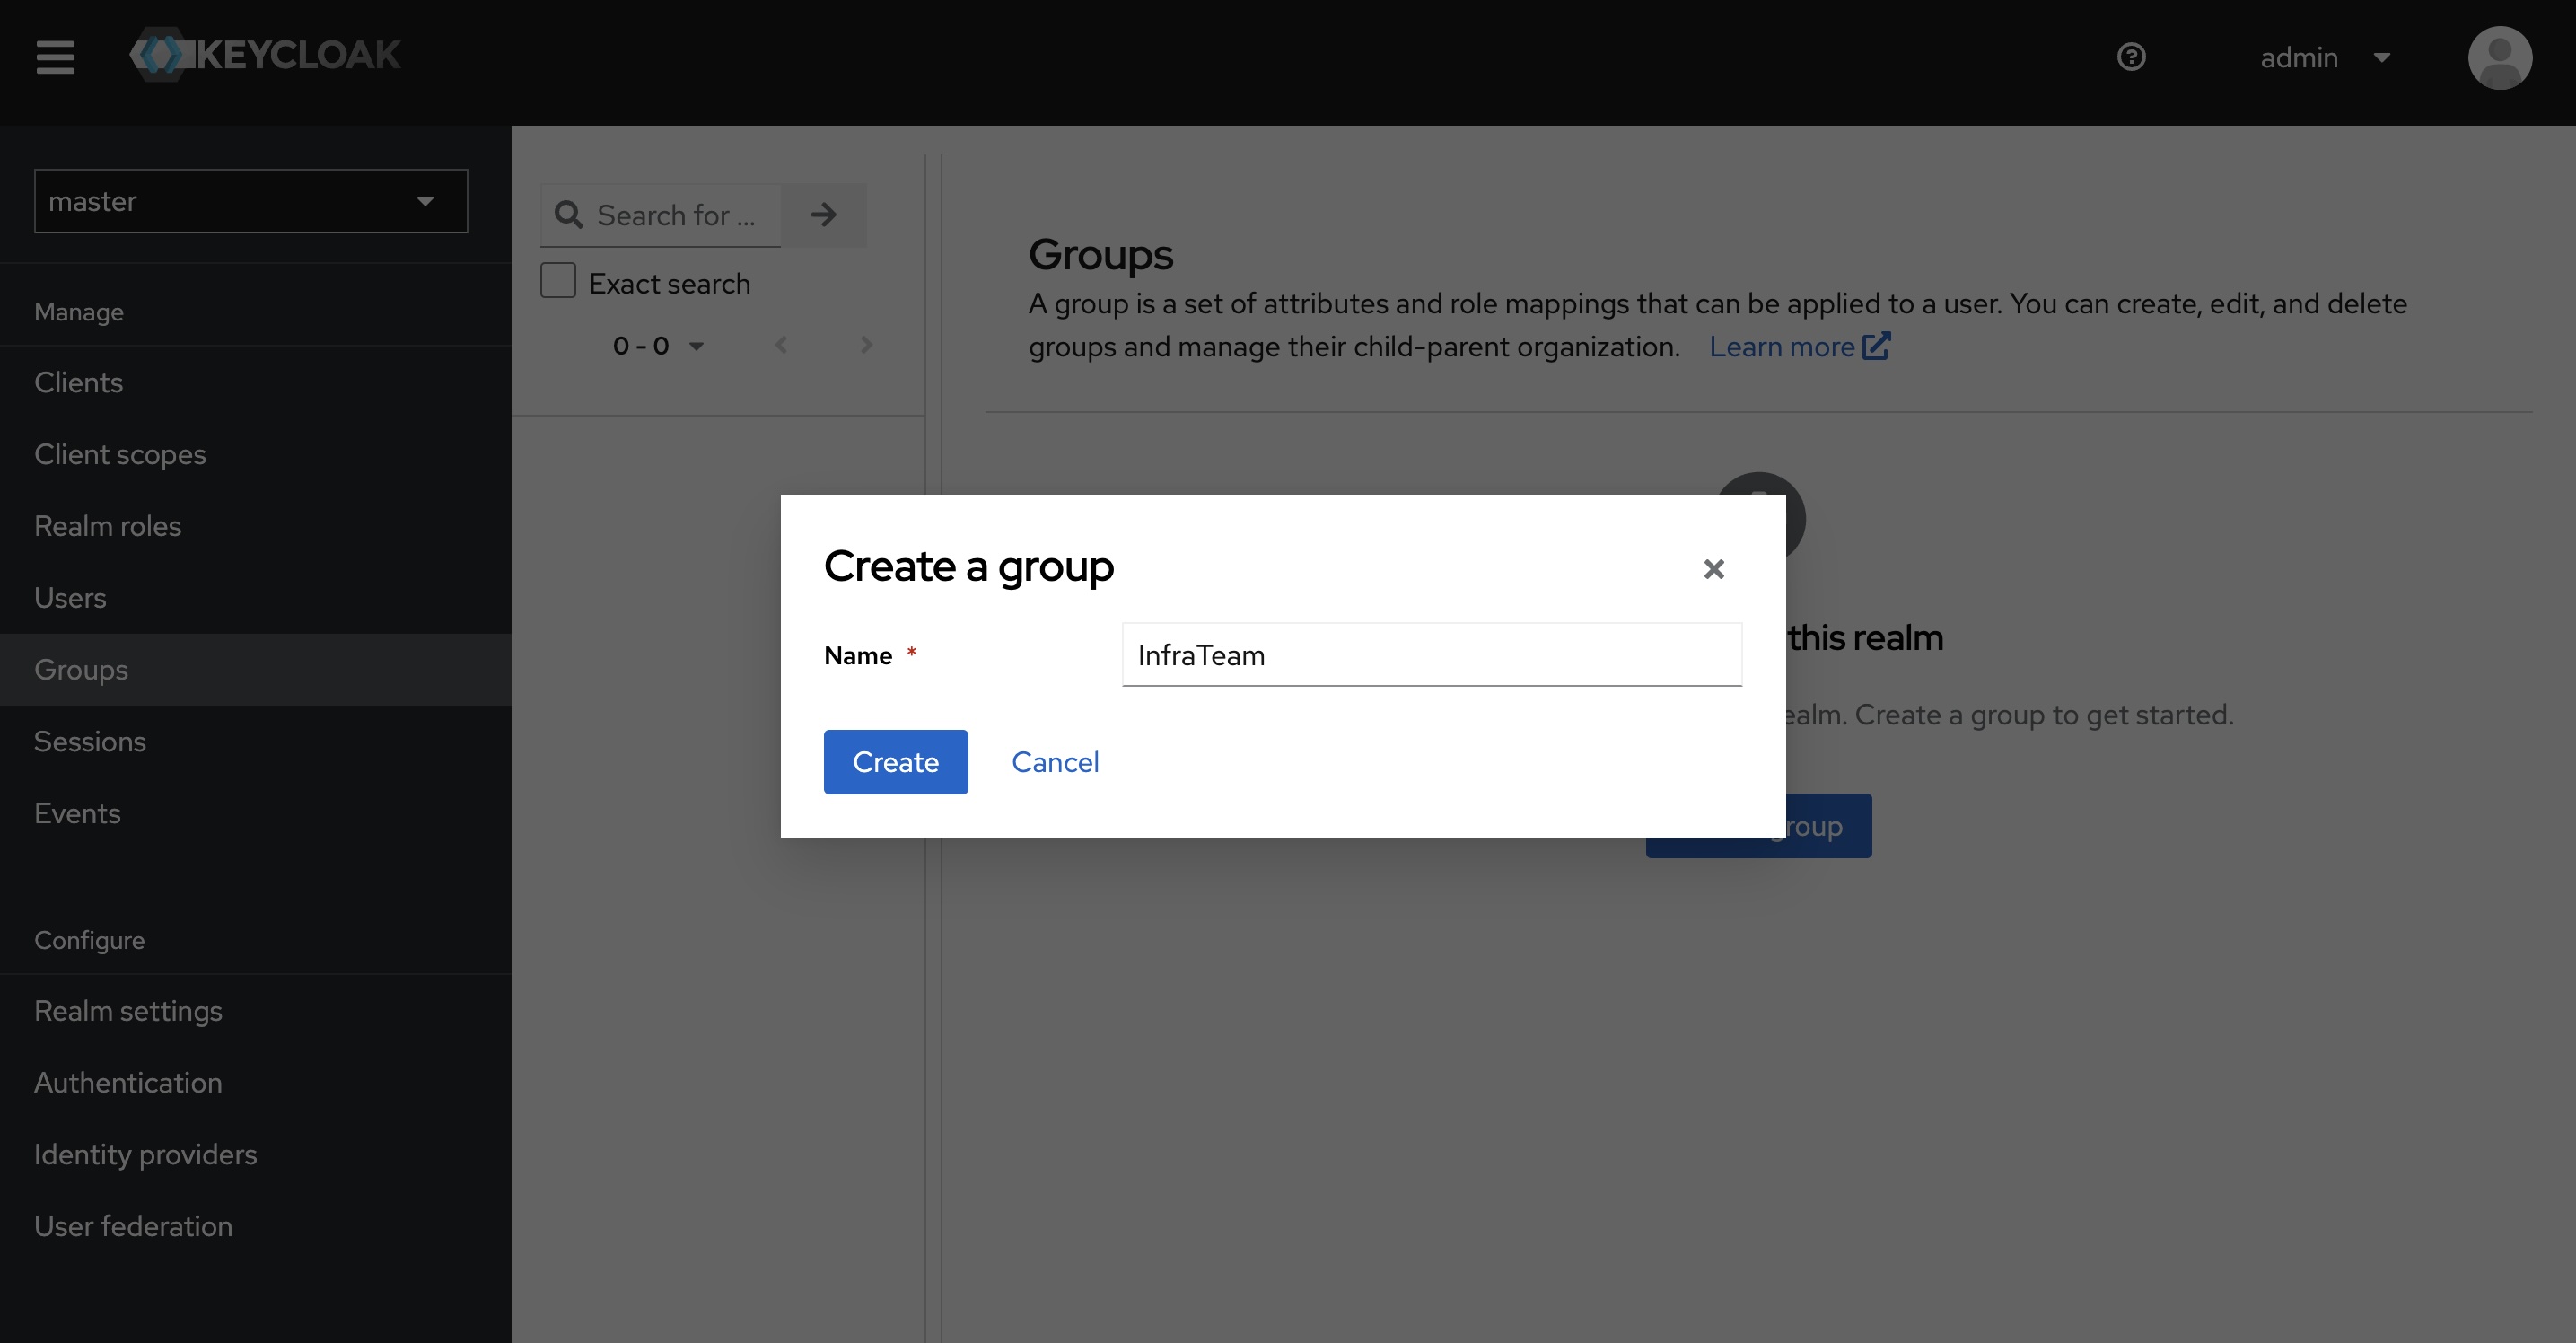 KEYCLOAK
admin
master
Manage
Clients
Client scopes
Realm roles
Users
Groups
Sessions
Events
Configure
Realm settings
Authentication
Identity providers
User federation
Search for ...
Exact search
0 - 0
Groups
A group is a set of attributes and role mappings that can be applied to a user. You can create, edit, and delete
groups and manage their child-parent organization. Learn more
this realm
realm. Create a group to get started.
group
Create a group
Name *
InfraTeam
Create
Cancel